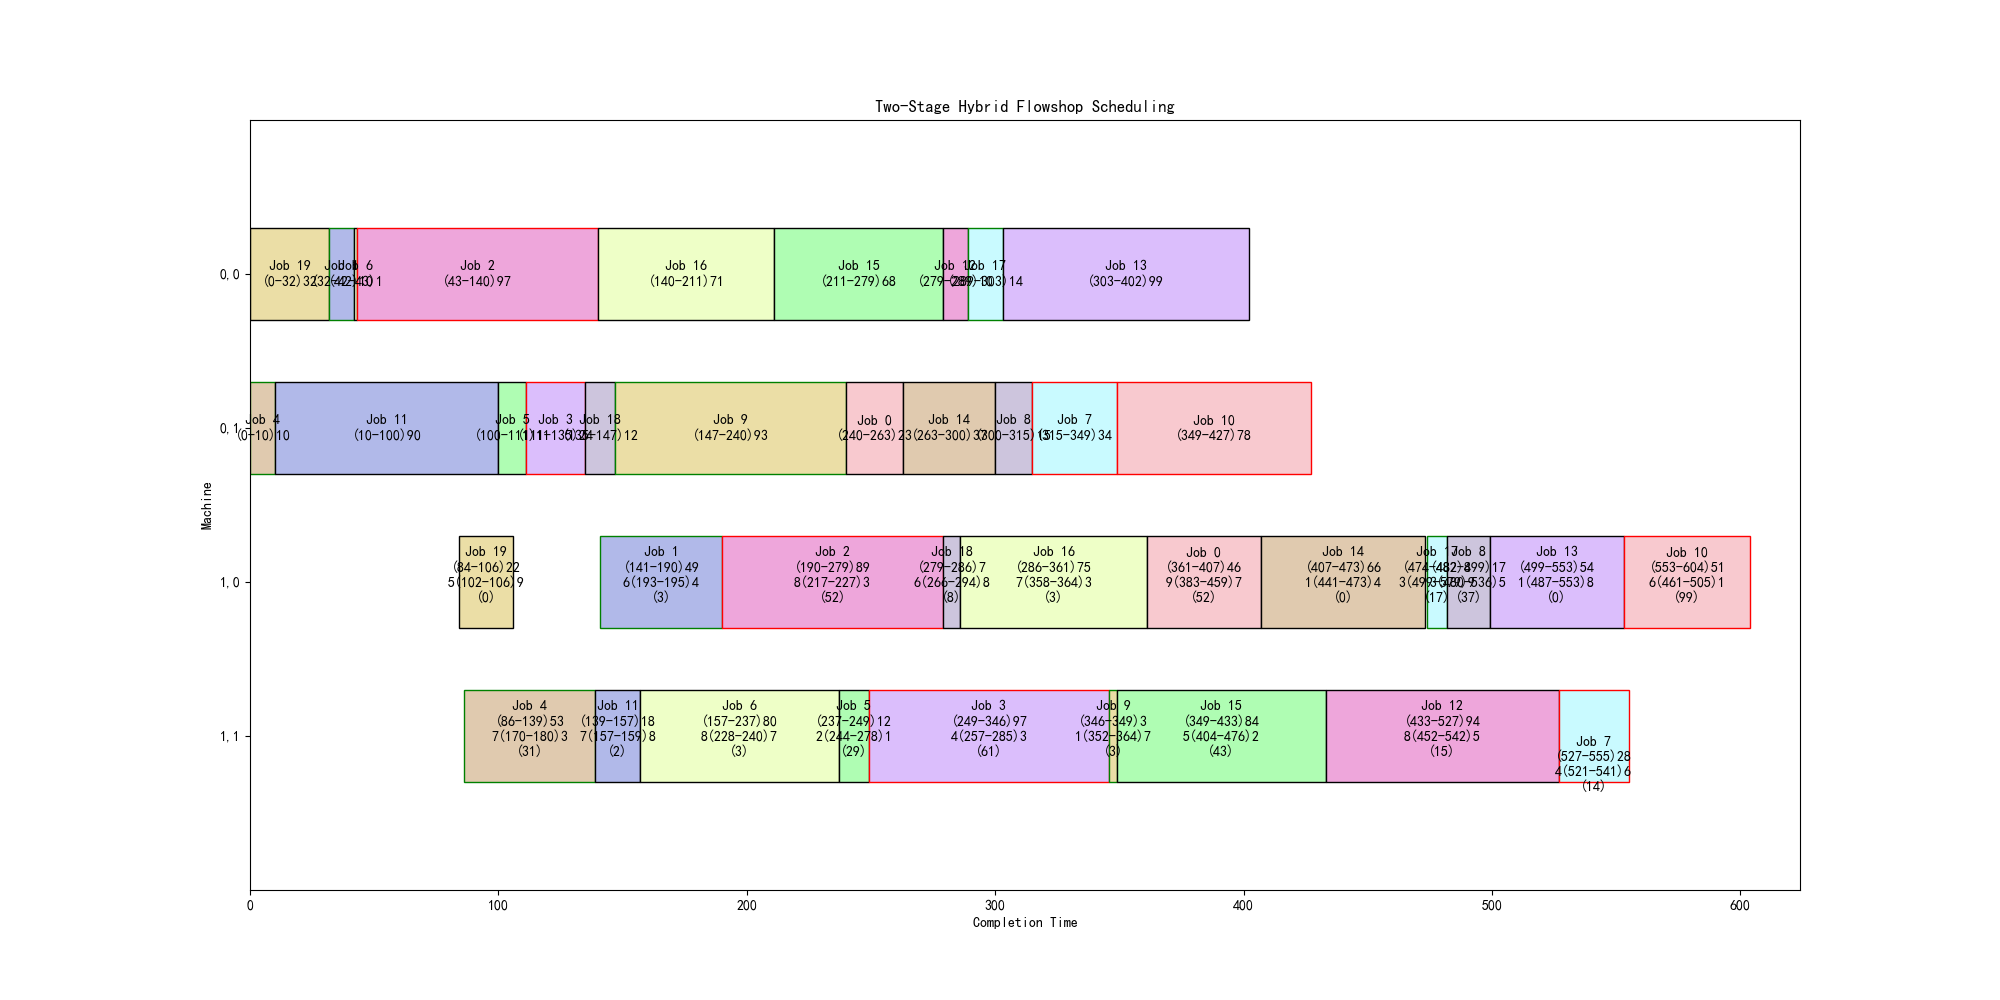 Two-Stage Hybrid Flowshop Scheduling
Machine
0,0
Job 19
(0-32)32
Job 6
(42-43)1
Job 2
(43-140)97
Job 16
(140-211)71
Job 15
(211-279)68
Job 12
(279-289)10
Job 17
(289-303)14
Job 13
(303-402)99
0,1
Job 4
(0-10)10
Job 11
(10-100)90
Job 5
(100-111)11
Job 3
(111-135)24
Job 18
(135-147)12
Job 9
(147-240)93
Job 0
(240-263)23
Job 14
(263-300)37
Job 8
(300-315)15
Job 7
(315-349)34
Job 10
(349-427)78
1,0
Job 19
(84-106)22
5(102-106)9
(0)
Job 1
(141-190)49
6(193-195)4
(3)
Job 2
(190-279)89
8(217-227)3
(52)
Job 18
(279-286)7
6(266-294)8
(8)
Job 16
(286-361)75
7(358-364)3
(3)
Job 0
(361-407)46
9(383-459)7
(52)
Job 14
(407-473)66
1(441-473)4
(0)
Job 17
(474-482)8
(17)
Job 8
(482-499)17
(37)
Job 13
(499-553)54
1(487-553)8
(0)
Job 10
(553-604)51
6(461-505)1
(99)
1,1
Job 4
(86-139)53
7(170-180)3
(31)
Job 11
(139-157)18
7(157-159)8
(2)
Job 6
(157-237)80
8(228-240)7
(3)
Job 5
(237-249)12
2(244-278)1
(29)
Job 3
(249-346)97
4(257-285)3
(61)
Job 9
(346-349)3
1(352-364)7
(3)
Job 15
(349-433)84
5(404-476)2
(43)
Job 12
(433-527)94
8(452-542)5
(15)
Job 7
(527-555)28
4(521-541)6
(14)
0
100
200
300
400
500
600
Completion Time